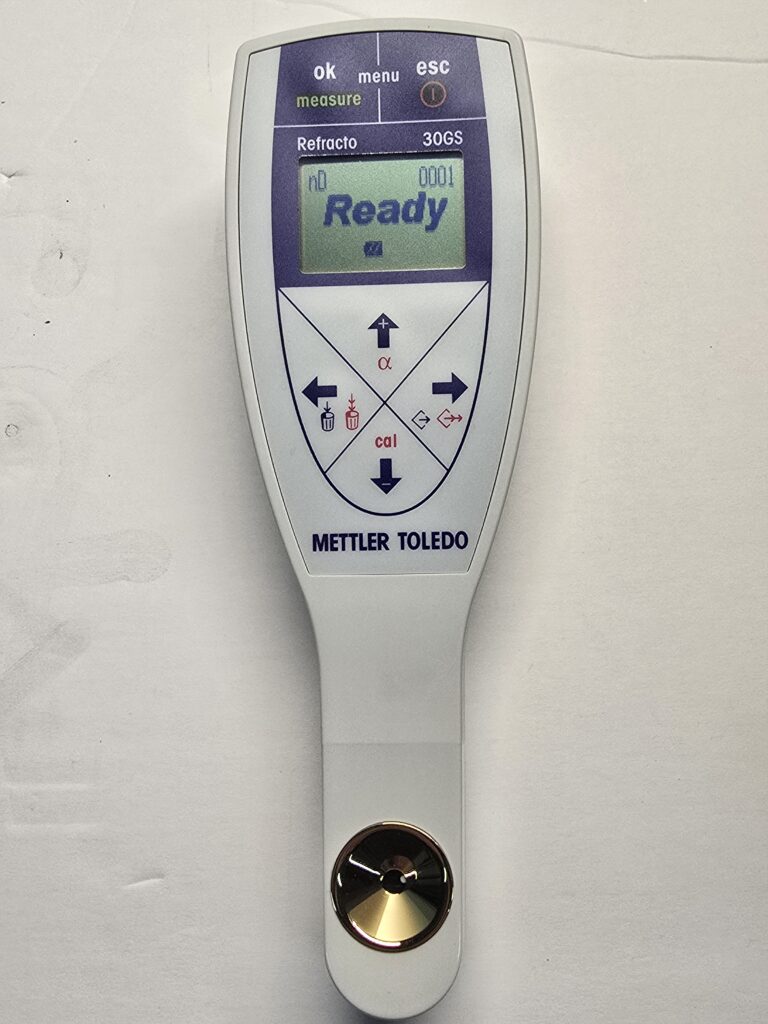 ok menu esc
measure
Refracto 30GS
nD 0001
Ready
+
α
cal
−
METTLER TOLEDO